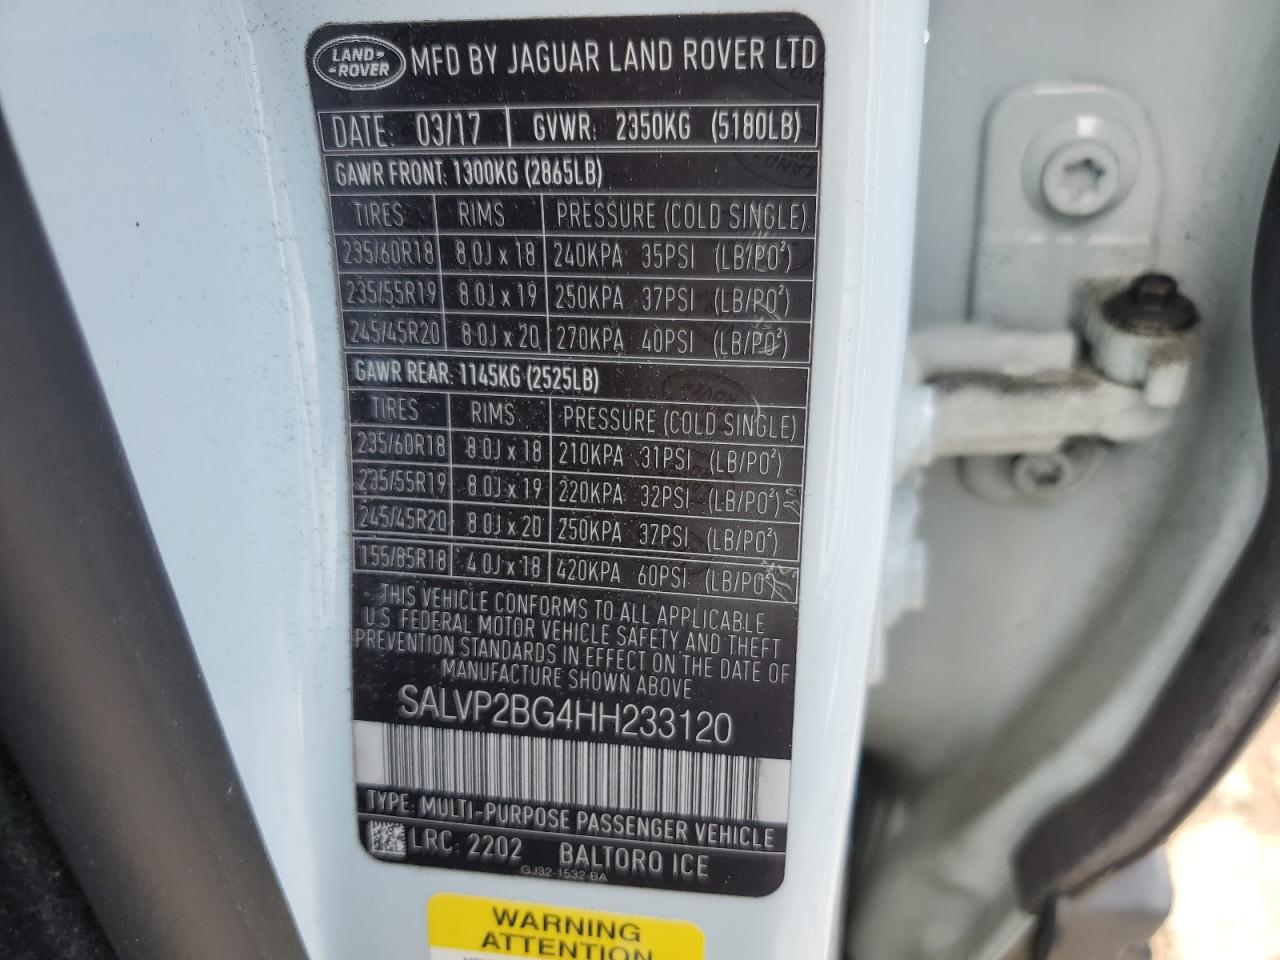 LAND-
-ROVER
MFD BY JAGUAR LAND ROVER LTD
DATE: 03/17 GVWR: 2350KG (5180LB)
GAWR FRONT: 1300KG (2865LB)
TIRES RIMS PRESSURE (COLD SINGLE)
235/60R18 8.0J x 18 240KPA 35PSI (LB/PO²)
235/55R19 8.0J x 19 250KPA 37PSI (LB/PO²)
245/45R20 8.0J x 20 270KPA 40PSI (LB/PO²)
GAWR REAR: 1145KG (2525LB)
TIRES RIMS PRESSURE (COLD SINGLE)
235/60R18 8.0J x 18 210KPA 31PSI (LB/PO²)
235/55R19 8.0J x 19 220KPA 32PSI (LB/PO²)
245/45R20 8.0J x 20 250KPA 37PSI (LB/PO²)
155/85R18 4.0J x 18 420KPA 60PSI (LB/PO²)
THIS VEHICLE CONFORMS TO ALL APPLICABLE
U.S FEDERAL MOTOR VEHICLE SAFETY AND THEFT
PREVENTION STANDARDS IN EFFECT ON THE DATE OF
MANUFACTURE SHOWN ABOVE
SALVP2BG4HH233120
TYPE: MULTI-PURPOSE PASSENGER VEHICLE
LRC: 2202 BALTORO ICE
GJ32-1532-BA
WARNING
ATTENTION